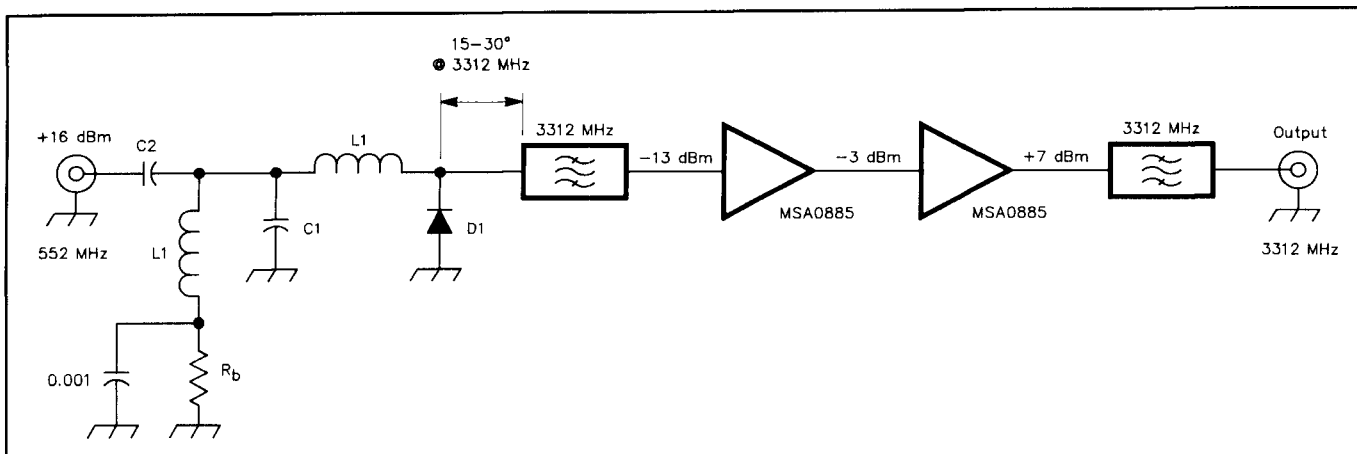 15-30°
@ 3312 MHz
+16 dBm
C2
L1
3312 MHz
-13 dBm
-3 dBm
+7 dBm
3312 MHz
Output
MSA0885
MSA0885
552 MHz
L1
C1
D1
3312 MHz
0.001
Rb